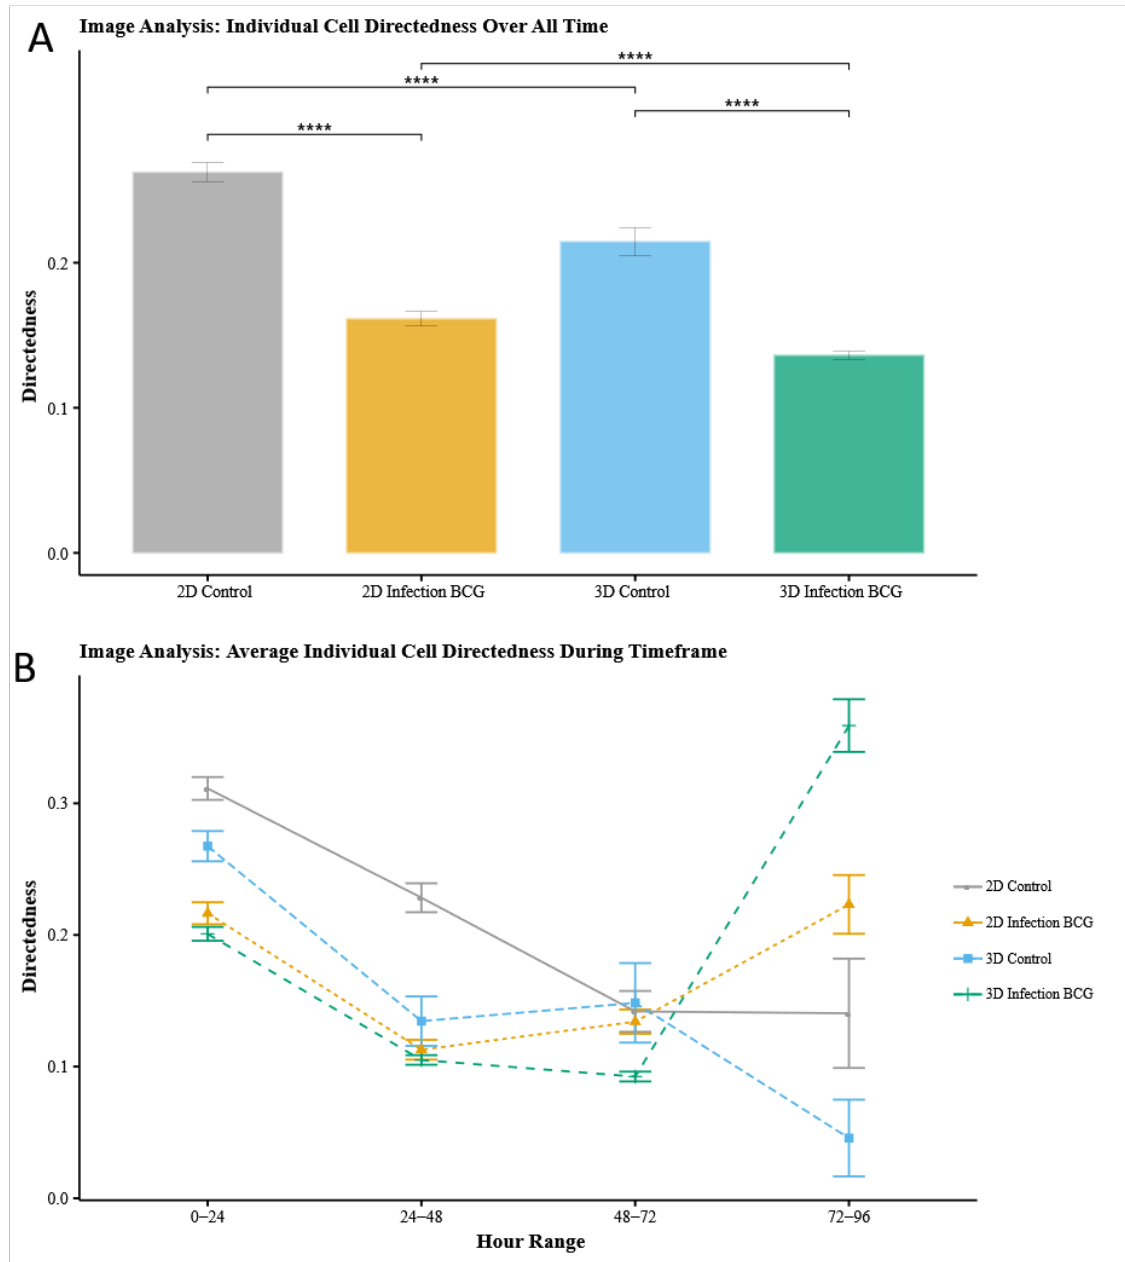 A
Image Analysis: Individual Cell Directedness Over All Time
****
****
****
****
Directedness
0.2
0.1
0.0
2D Control
2D Infection BCG
3D Control
3D Infection BCG
B
Image Analysis: Average Individual Cell Directedness During Timeframe
Directedness
0.3
0.2
0.1
0.0
0–24
24–48
48–72
72–96
Hour Range
2D Control
2D Infection BCG
3D Control
3D Infection BCG